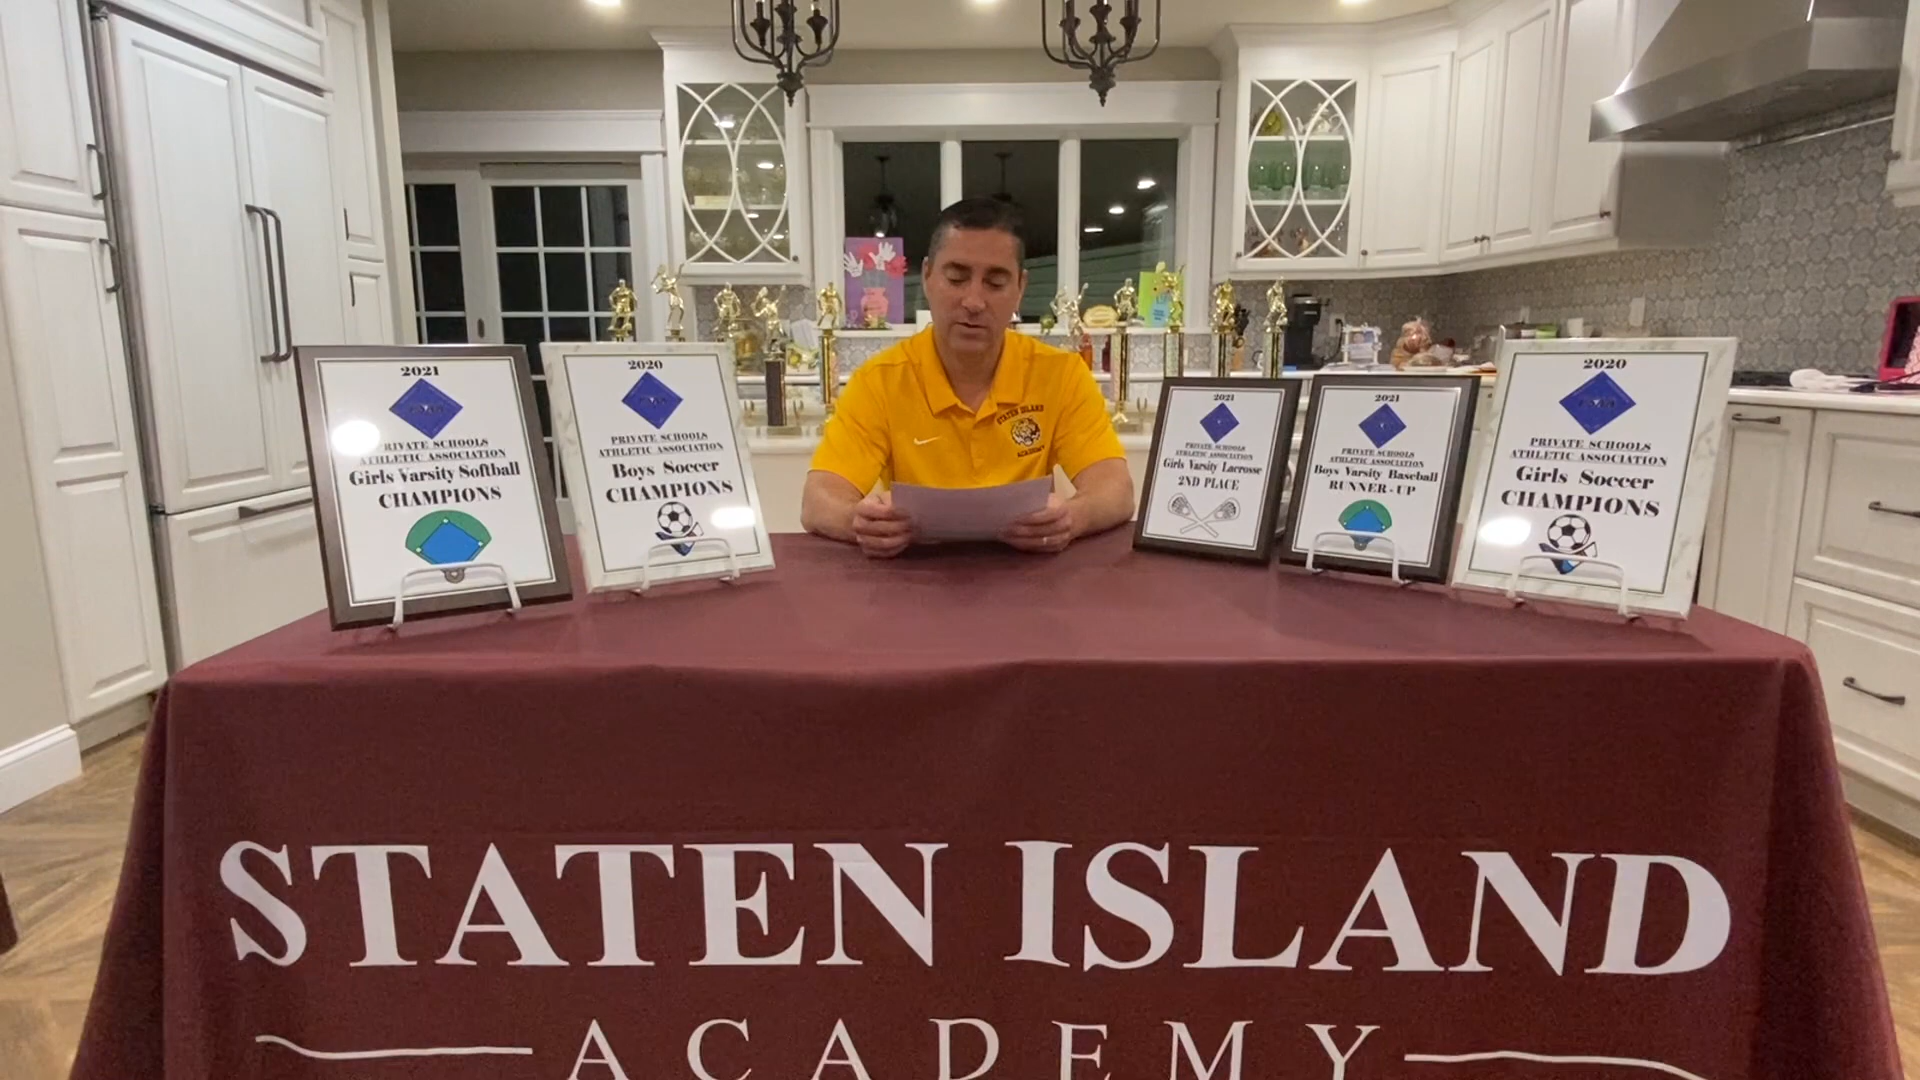 2021
PRIVATE SCHOOLS
ATHLETIC ASSOCIATION
Girls Varsity Softball
CHAMPIONS
2020
PRIVATE SCHOOLS
ATHLETIC ASSOCIATION
Boys Soccer
CHAMPIONS
STATEN ISLAND
ACADEMY
2021
PRIVATE SCHOOLS
ATHLETIC ASSOCIATION
Girls Varsity Lacrosse
2ND PLACE
2021
PRIVATE SCHOOLS
ATHLETIC ASSOCIATION
Boys Varsity Baseball
RUNNER-UP
2020
PRIVATE SCHOOLS
ATHLETIC ASSOCIATION
Girls Soccer
CHAMPIONS
STATEN ISLAND
ACADEMY